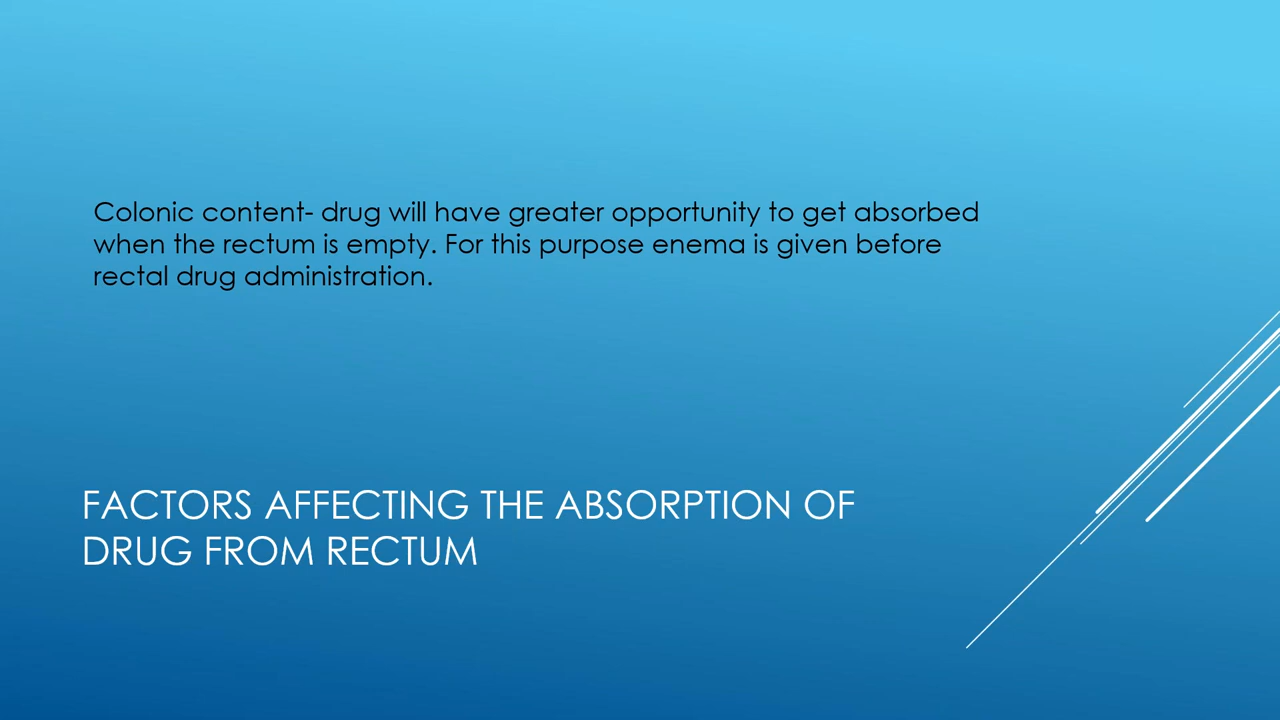 Colonic content- drug will have greater opportunity to get absorbed
when the rectum is empty. For this purpose enema is given before
rectal drug administration.
FACTORS AFFECTING THE ABSORPTION OF
DRUG FROM RECTUM